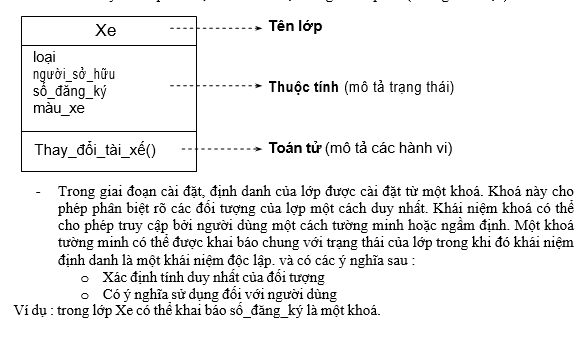 Xe
Tên lớp
loại
người_sở_hữu
số_đăng_ký
màu_xe
Thuộc tính (mô tả trạng thái)
Thay_đổi_tài_xế()
Toán tử (mô tả các hành vi)
- Trong giai đoạn cài đặt, định danh của lớp được cài đặt từ một khoá. Khoá này cho
phép phân biệt rõ các đối tượng của lợp một cách duy nhất. Khái niệm khoá có thể
cho phép truy cập bởi người dùng một cách tường minh hoặc ngầm định. Một khoá
tường minh có thể được khai báo chung với trạng thái của lớp trong khi đó khái niệm
định danh là một khái niệm độc lập. và có các ý nghĩa sau :
o Xác định tính duy nhất của đối tượng
o Có ý nghĩa sử dụng đối với người dùng
Ví dụ : trong lớp Xe có thể khai báo số_đăng_ký là một khoá.